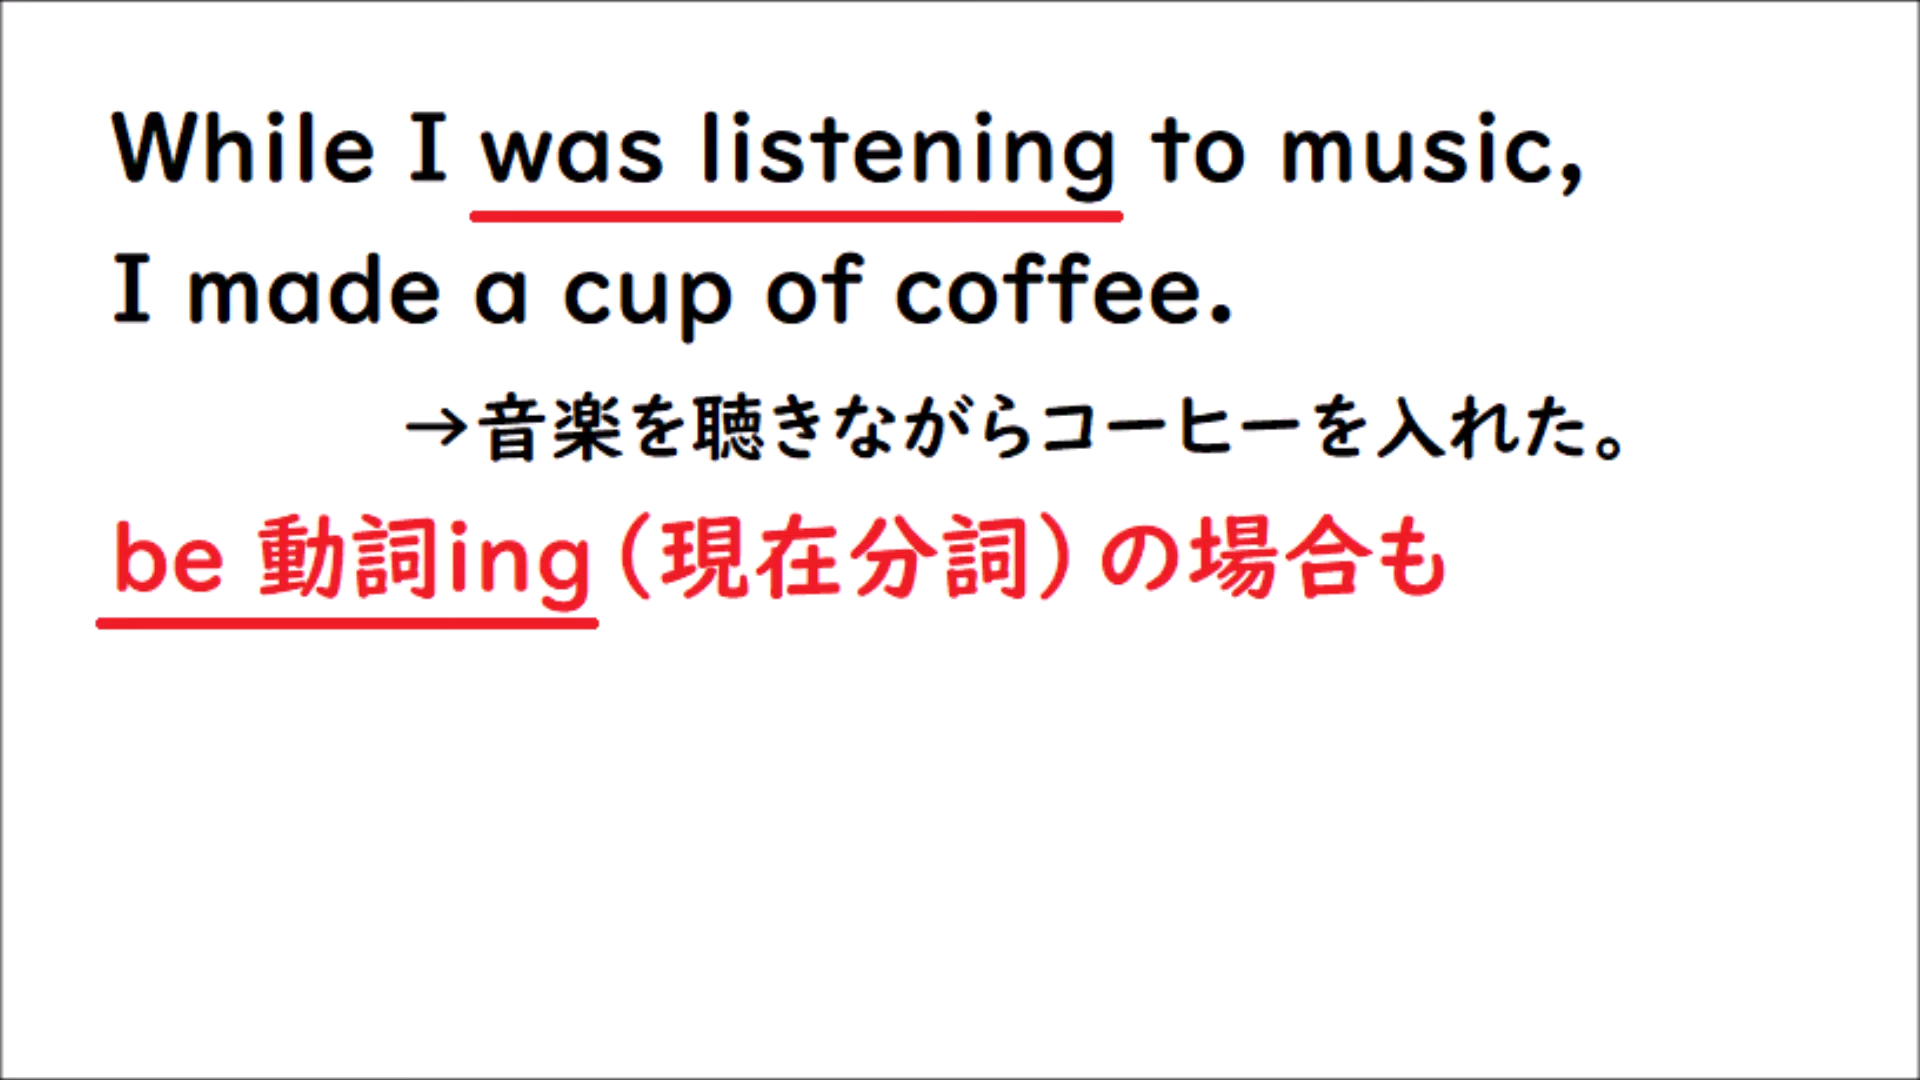 While I was listening to music,
I made a cup of coffee.
→音楽を聴きながらコーヒーを入れた。
be 動詞ing（現在分詞）の場合も